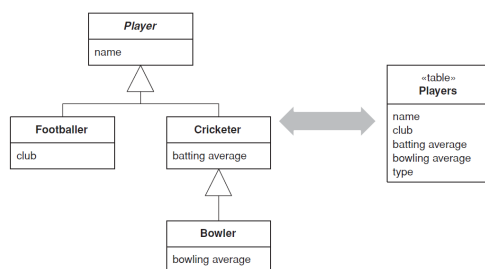 Player
name
Footballer
club
Cricketer
batting average
Bowler
bowling average
«table»
Players
name
club
batting average
bowling average
type